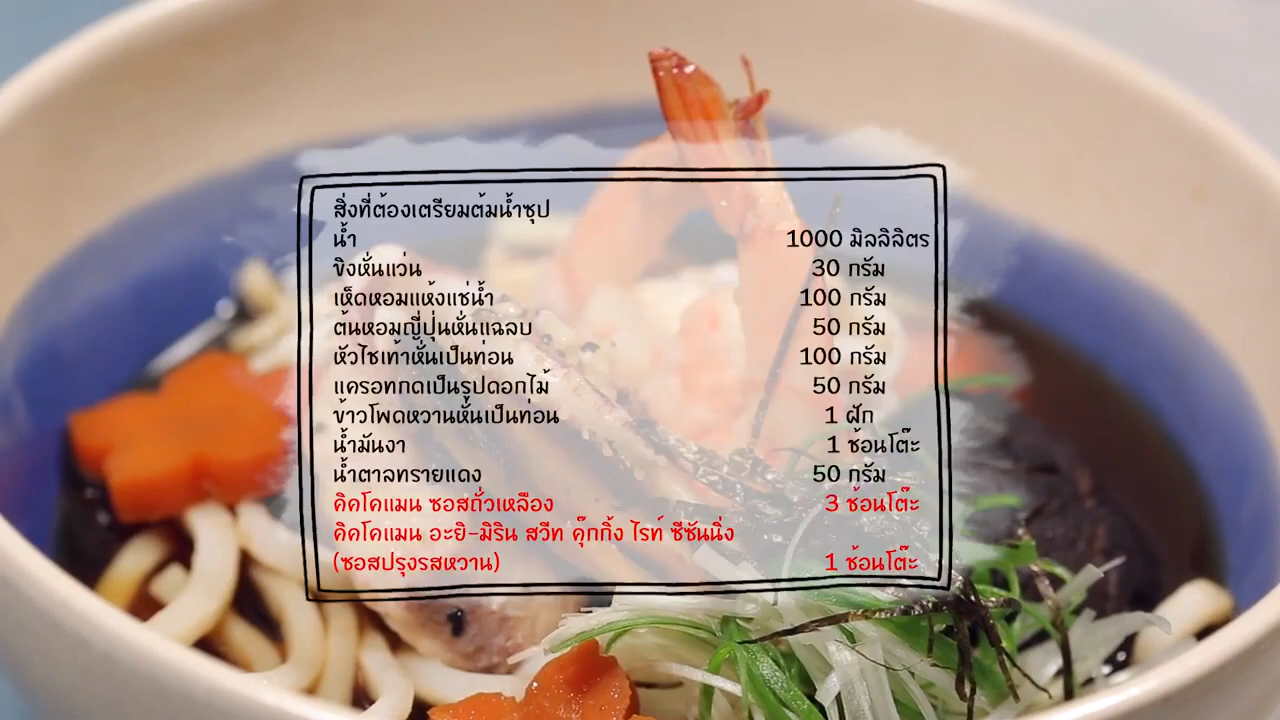 สิ่งที่ต้องเตรียมต้มน้ำซุป
น้ำ 1000 มิลลิลิตร
ขิงหั่นแว่น 30 กรัม
เห็ดหอมแห้งแช่น้ำ 100 กรัม
ต้นหอมญี่ปุ่นหั่นแฉลบ 50 กรัม
หัวไชเท้าหั่นเป็นท่อน 100 กรัม
แครอทกดเป็นรูปดอกไม้ 50 กรัม
ข้าวโพดหวานหั่นเป็นท่อน 1 ฝัก
น้ำมันงา 1 ช้อนโต๊ะ
น้ำตาลทรายแดง 50 กรัม
คิคโคแมน ซอสถั่วเหลือง 3 ช้อนโต๊ะ
คิคโคแมน อะยิ-มิริน สวีท คุ๊กกิ้ง ไรท์ ซีซันนิ่ง
(ซอสปรุงรสหวาน) 1 ช้อนโต๊ะ